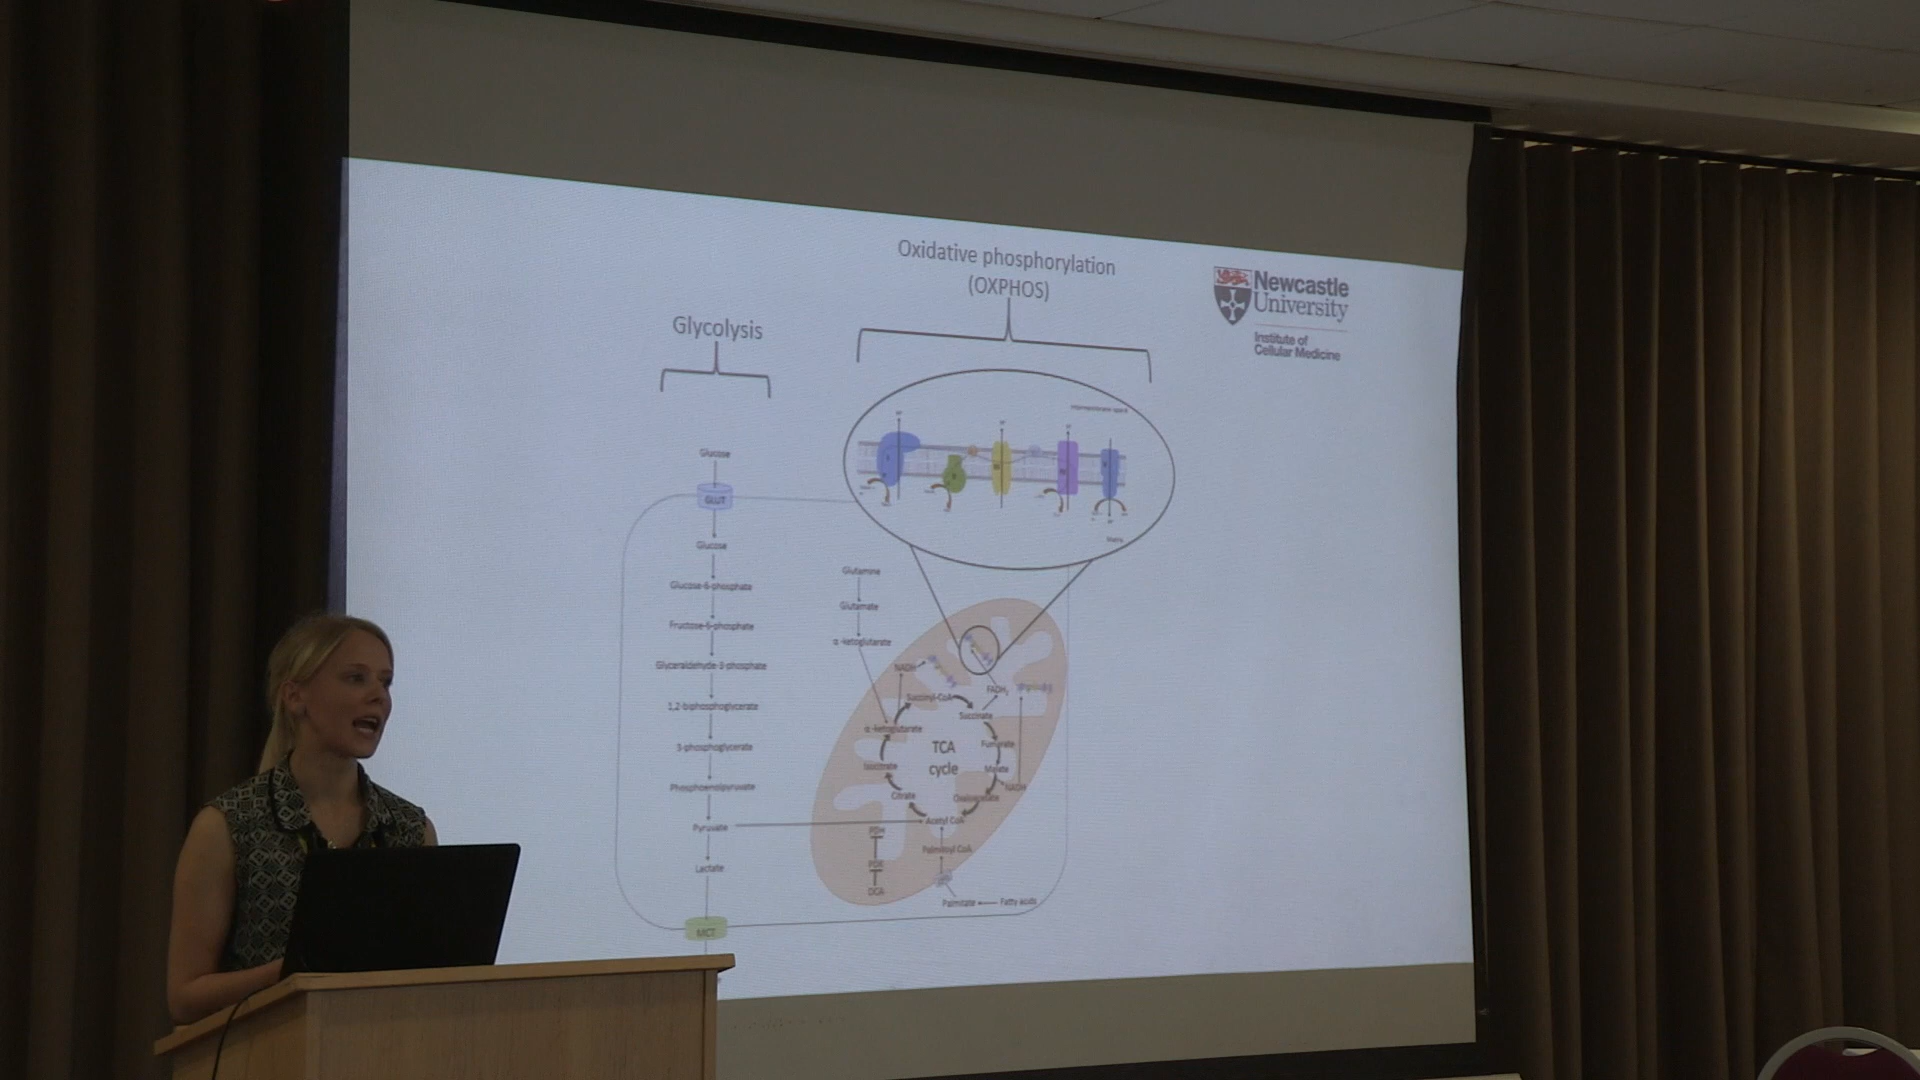 Oxidative phosphorylation
(OXPHOS)
Newcastle
University
Institute of
Cellular Medicine
Glycolysis
Glucose
GLUT
Glucose
Glucose-6-phosphate
Fructose-6-phosphate
Glyceraldehyde-3-phosphate
1,2-biphosphoglycerate
3-phosphoglycerate
Phosphoenolpyruvate
Pyruvate
Lactate
MCT
Glutamine
Glutamate
α-ketoglutarate
Matrix
NADH
FADH2
Succinyl-CoA
Succinate
α-ketoglutarate
Fumarate
TCA
cycle
Isocitrate
Malate
NADH
Citrate
Oxaloacetate
Acetyl CoA
PDH
Palmitoyl CoA
PDK
DCA
Palmitate
Fatty acids